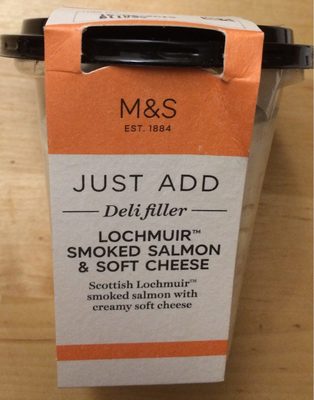 M&S
EST. 1884
JUST ADD
Deli filler
LOCHMUIR™
SMOKED SALMON
& SOFT CHEESE
Scottish Lochmuir™
smoked salmon with
creamy soft cheese